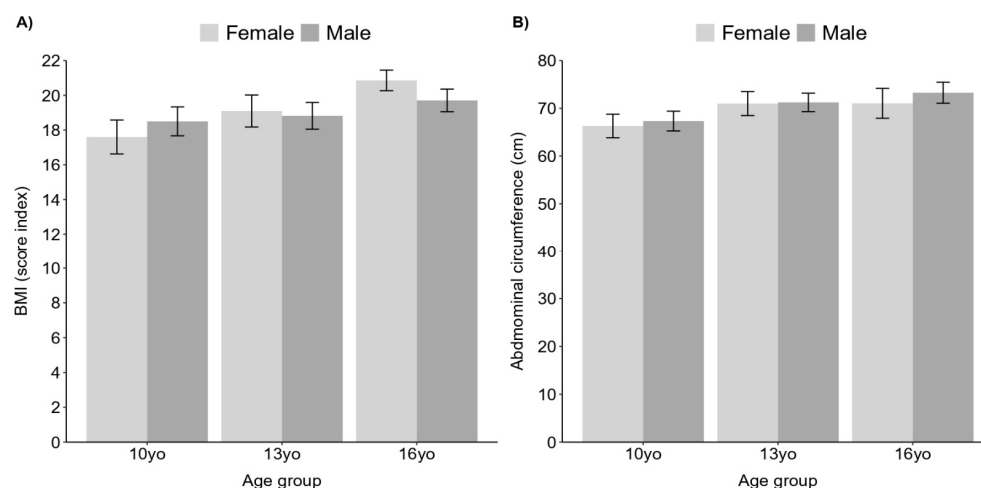 A)
Female Male
22
20
18
16
14
12
10
8
6
4
2
0
BMI (score index)
10yo 13yo 16yo
Age group
B)
Female Male
80
70
60
50
40
30
20
10
0
Abdmominal circumference (cm)
10yo 13yo 16yo
Age group